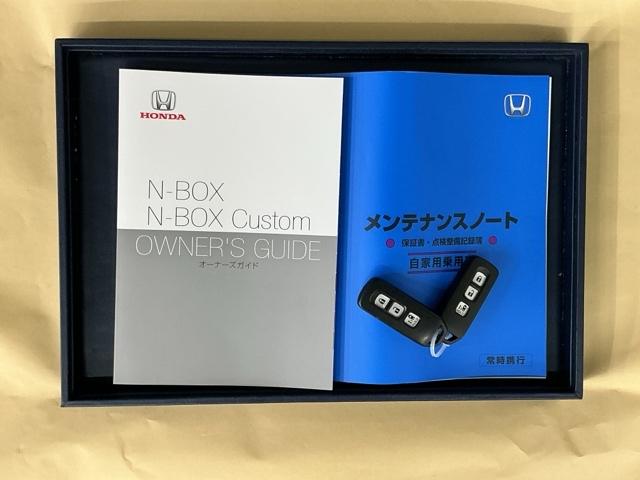 HONDA
N-BOX
N-BOX Custom
OWNER'S GUIDE
オーナーズガイド
メンテナンスノート
保証書・点検整備記録簿
自家用乗用
常時携行